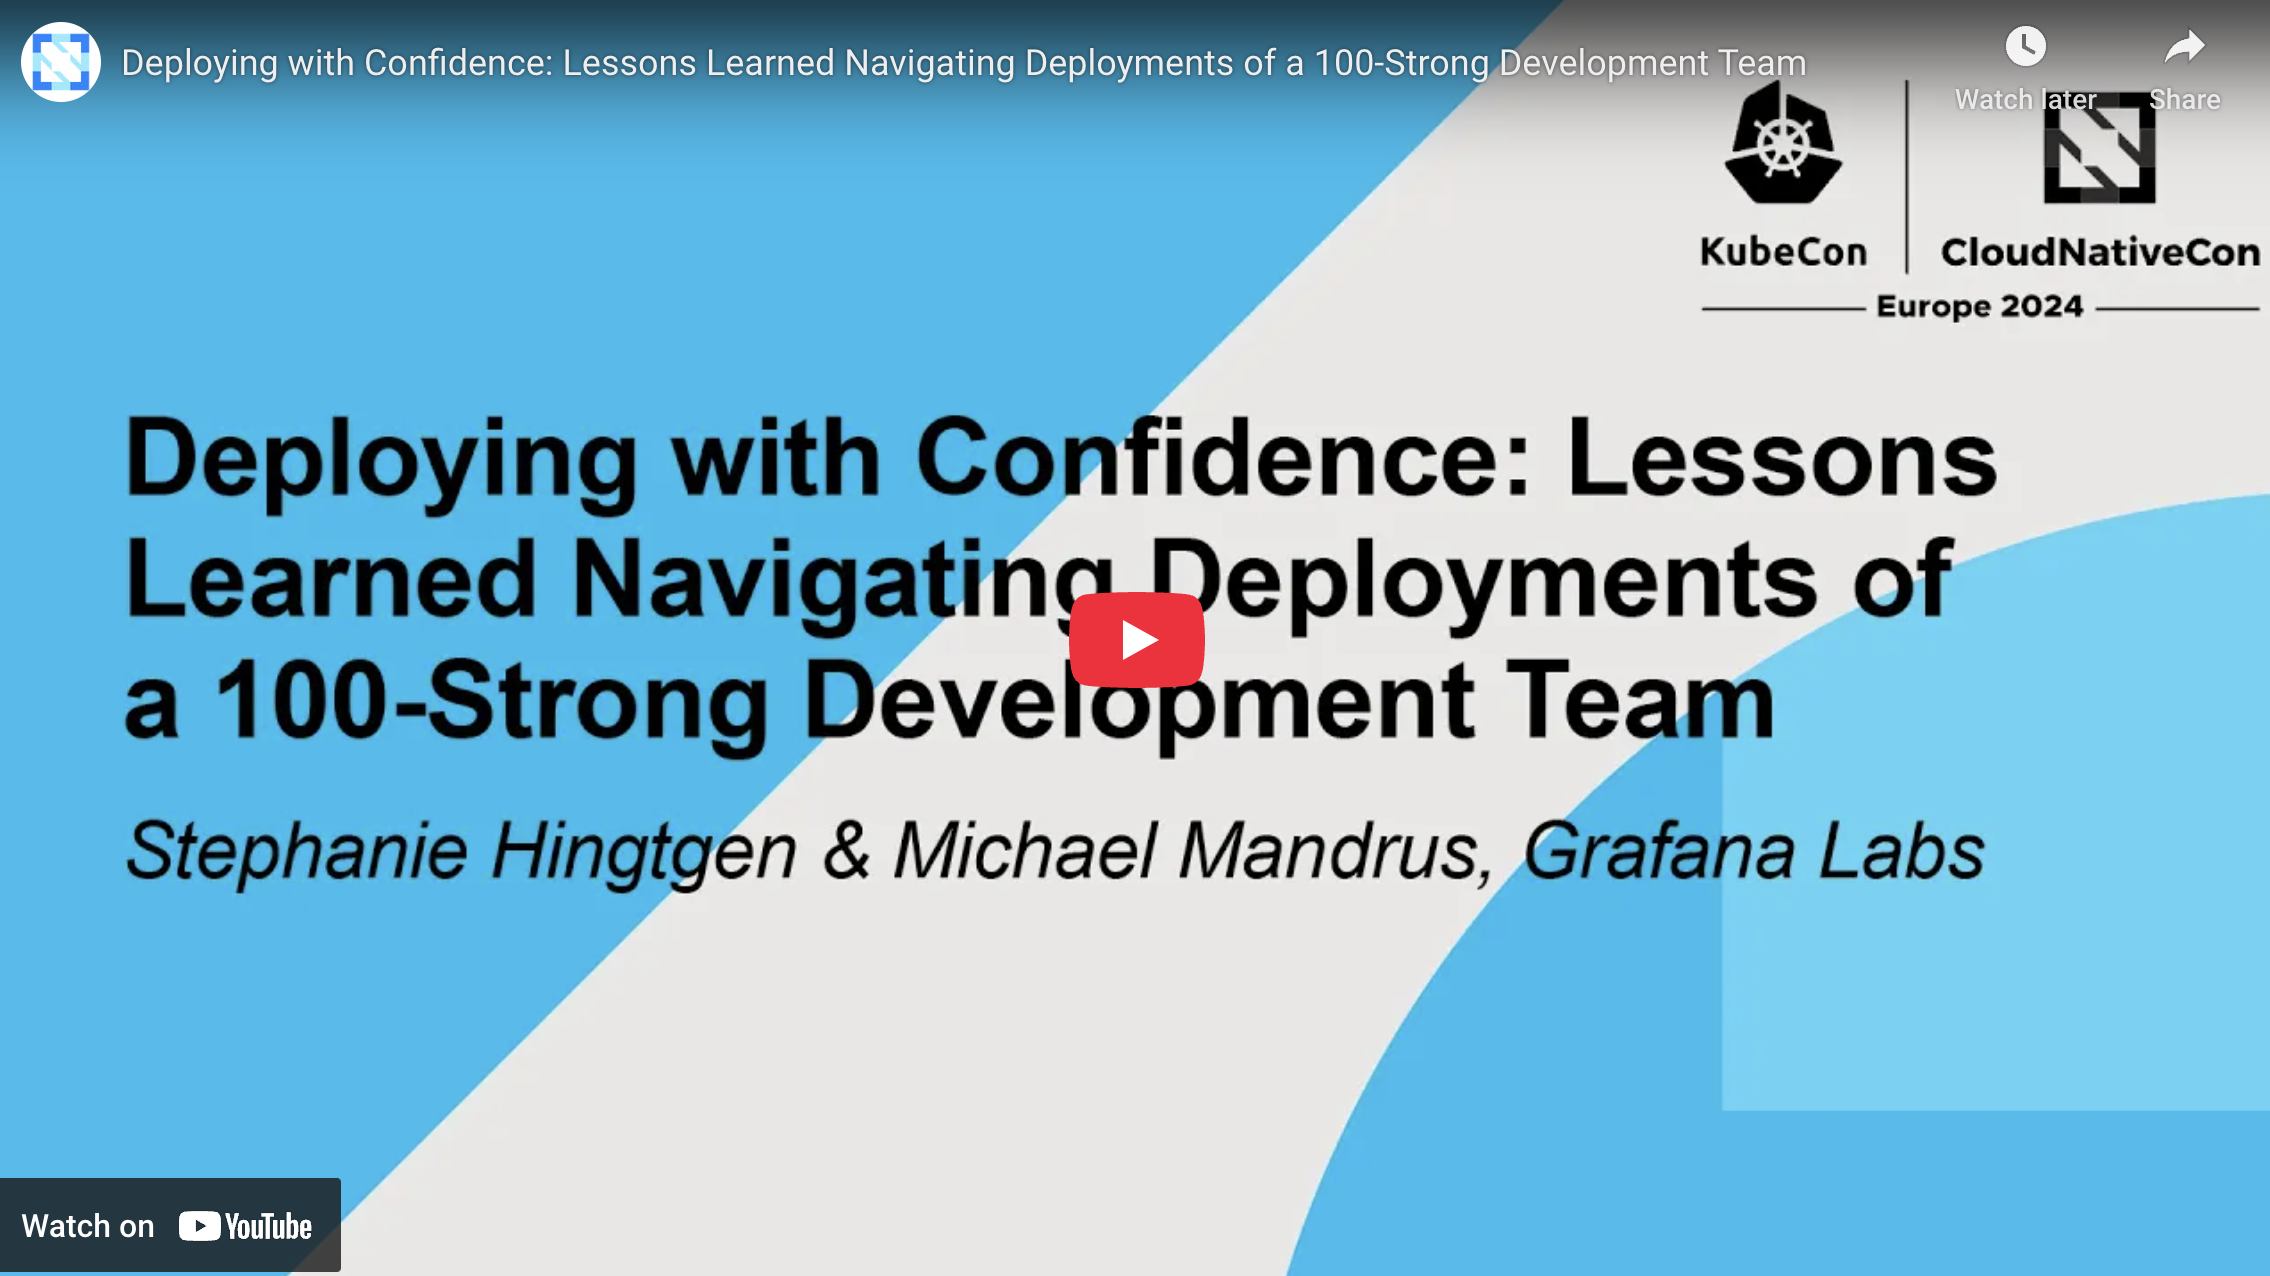 Deploying with Confidence: Lessons Learned Navigating Deployments of a 100-Strong Development Team
Watch later
Share
KubeCon
CloudNativeCon
Europe 2024
Deploying with Confidence: Lessons
Learned Navigating Deployments of
a 100-Strong Development Team
Stephanie Hingtgen & Michael Mandrus, Grafana Labs
Watch on YouTube